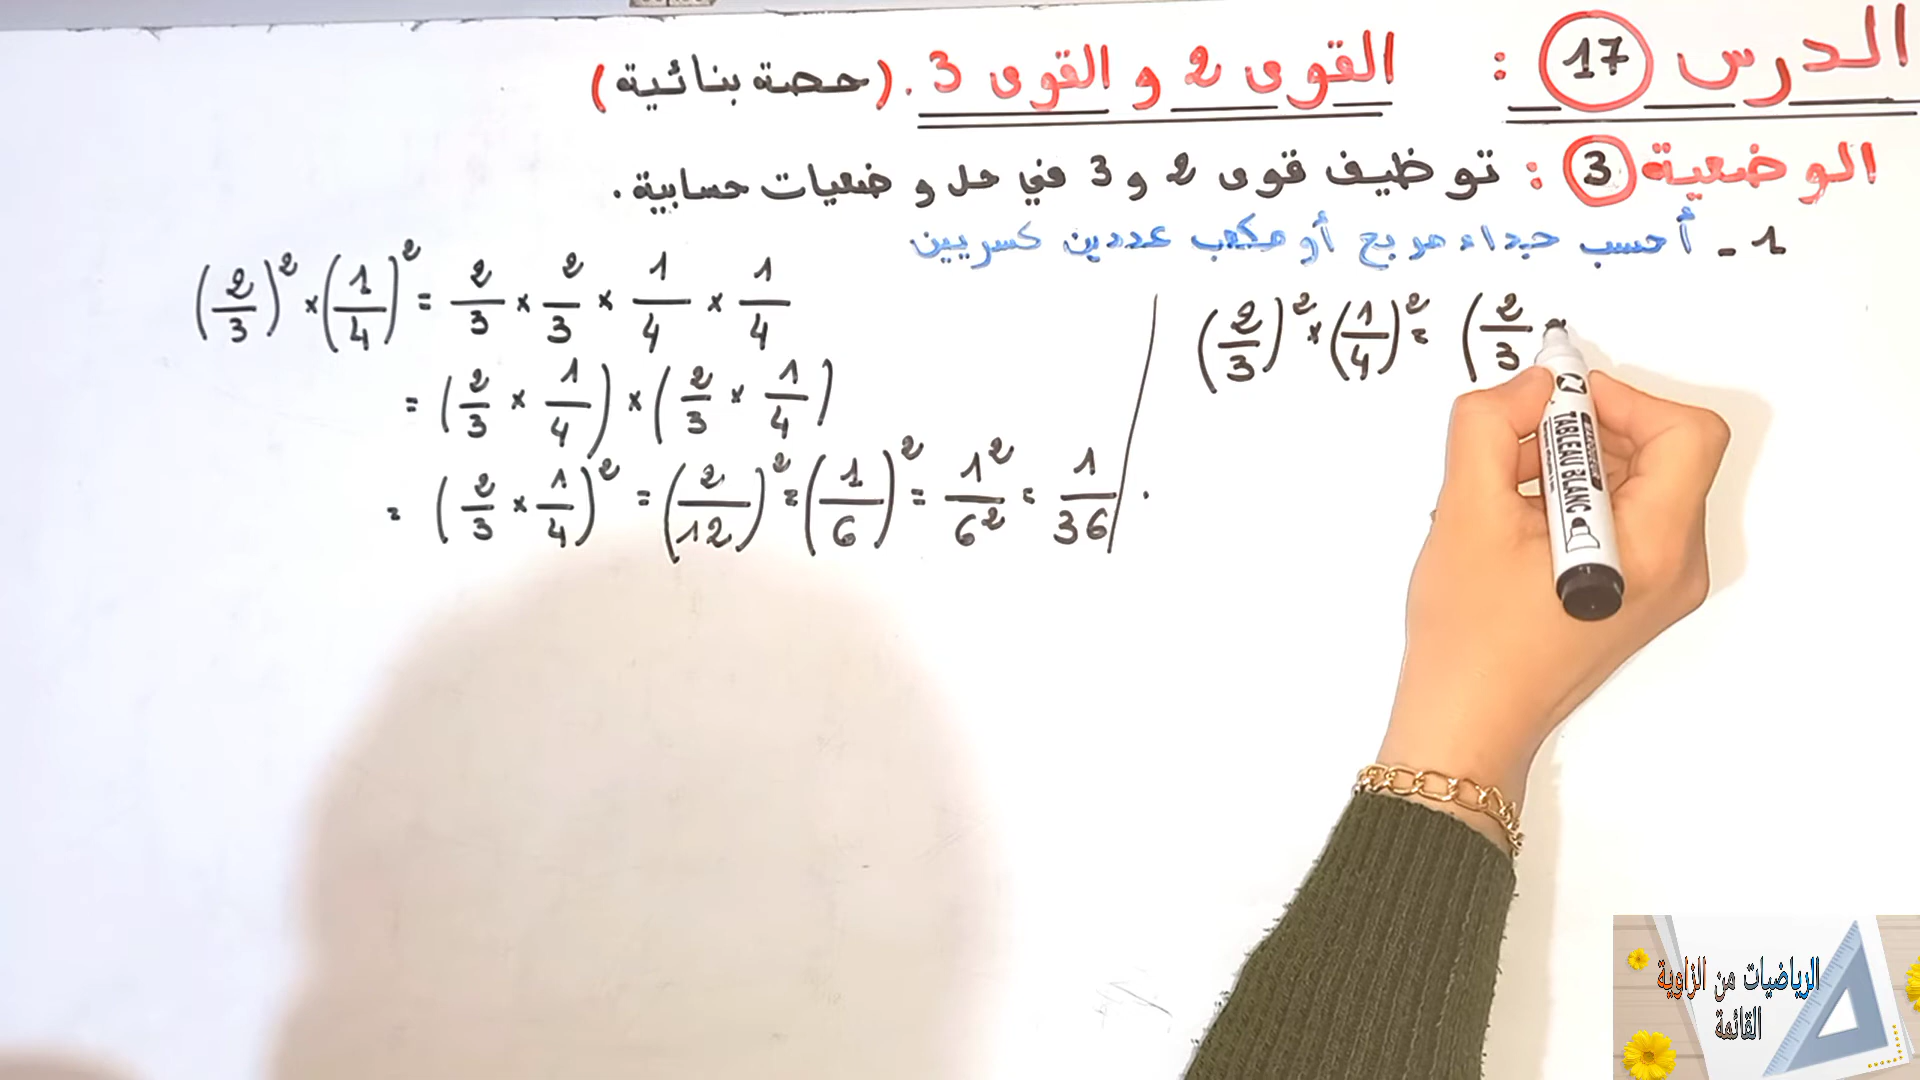 الدرس 17 : القوى 2 و القوى 3 . (حصة بنائية)
الوضعية 3 : توظيف قوى 2 و 3 في حل وضعيات حسابية .
1 - أحسب جداء مربع أو مكعب عددين كسريين
(2/3)² × (1/4)² = 2/3 × 2/3 × 1/4 × 1/4
= (2/3 × 1/4) × (2/3 × 1/4)
= (2/3 × 1/4)² = (2/12)² = (1/6)² = 1²/6² = 1/36 .
(2/3)² × (1/4)² = (2/3
TABLEAU BLANC
الرياضيات من الزاوية
القائمة